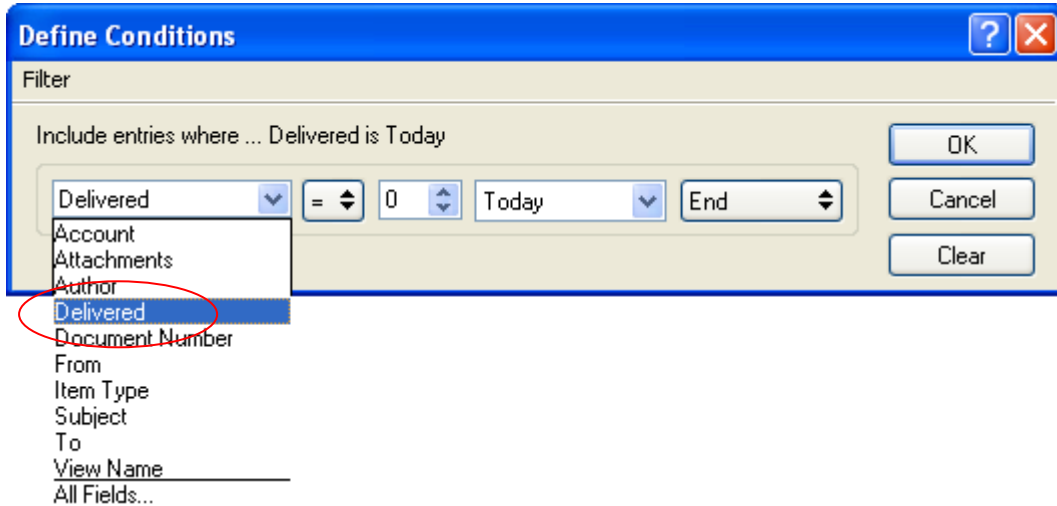 Define Conditions
Filter
Include entries where ... Delivered is Today
OK
Delivered = 0 Today End
Cancel
Account
Attachments
Clear
Author
Delivered
Document Number
From
Item Type
Subject
To
View Name
All Fields...